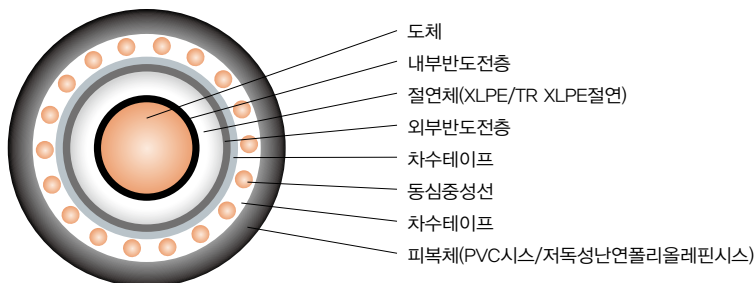 도체
내부반도전층
절연체(XLPE/TR XLPE절연)
외부반도전층
차수테이프
동심중성선
차수테이프
피복체(PVC시스/저독성난연폴리올레핀시스)